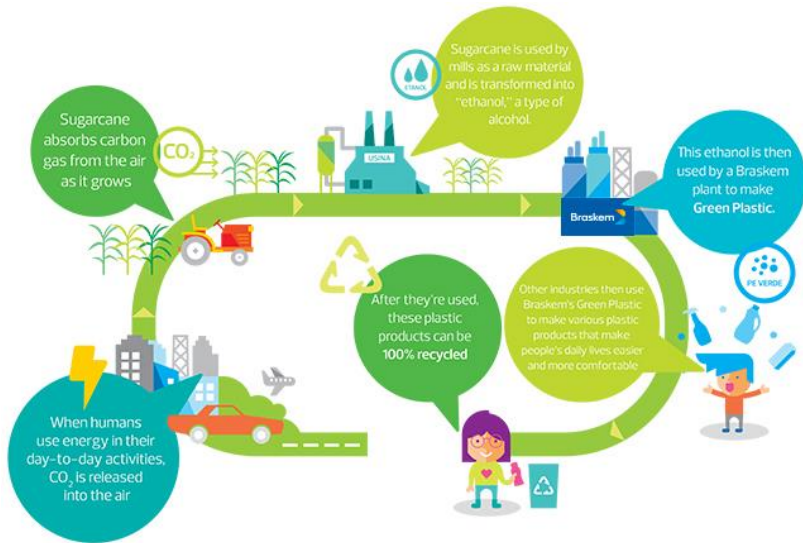 Sugarcane
absorbs carbon
gas from the air
as it grows
CO₂
ETANOL
Sugarcane is used by
mills as a raw material
and is transformed into
"ethanol," a type of
alcohol.
USINA
This ethanol is then
used by a Braskem
plant to make
Green Plastic.
Braskem
PE VERDE
Other industries then use
Braskem's Green Plastic
to make various plastic
products that make
people's daily lives easier
and more comfortable
After they're used,
these plastic
products can be
100% recycled
When humans
use energy in their
day-to-day activities,
CO₂ is released
into the air